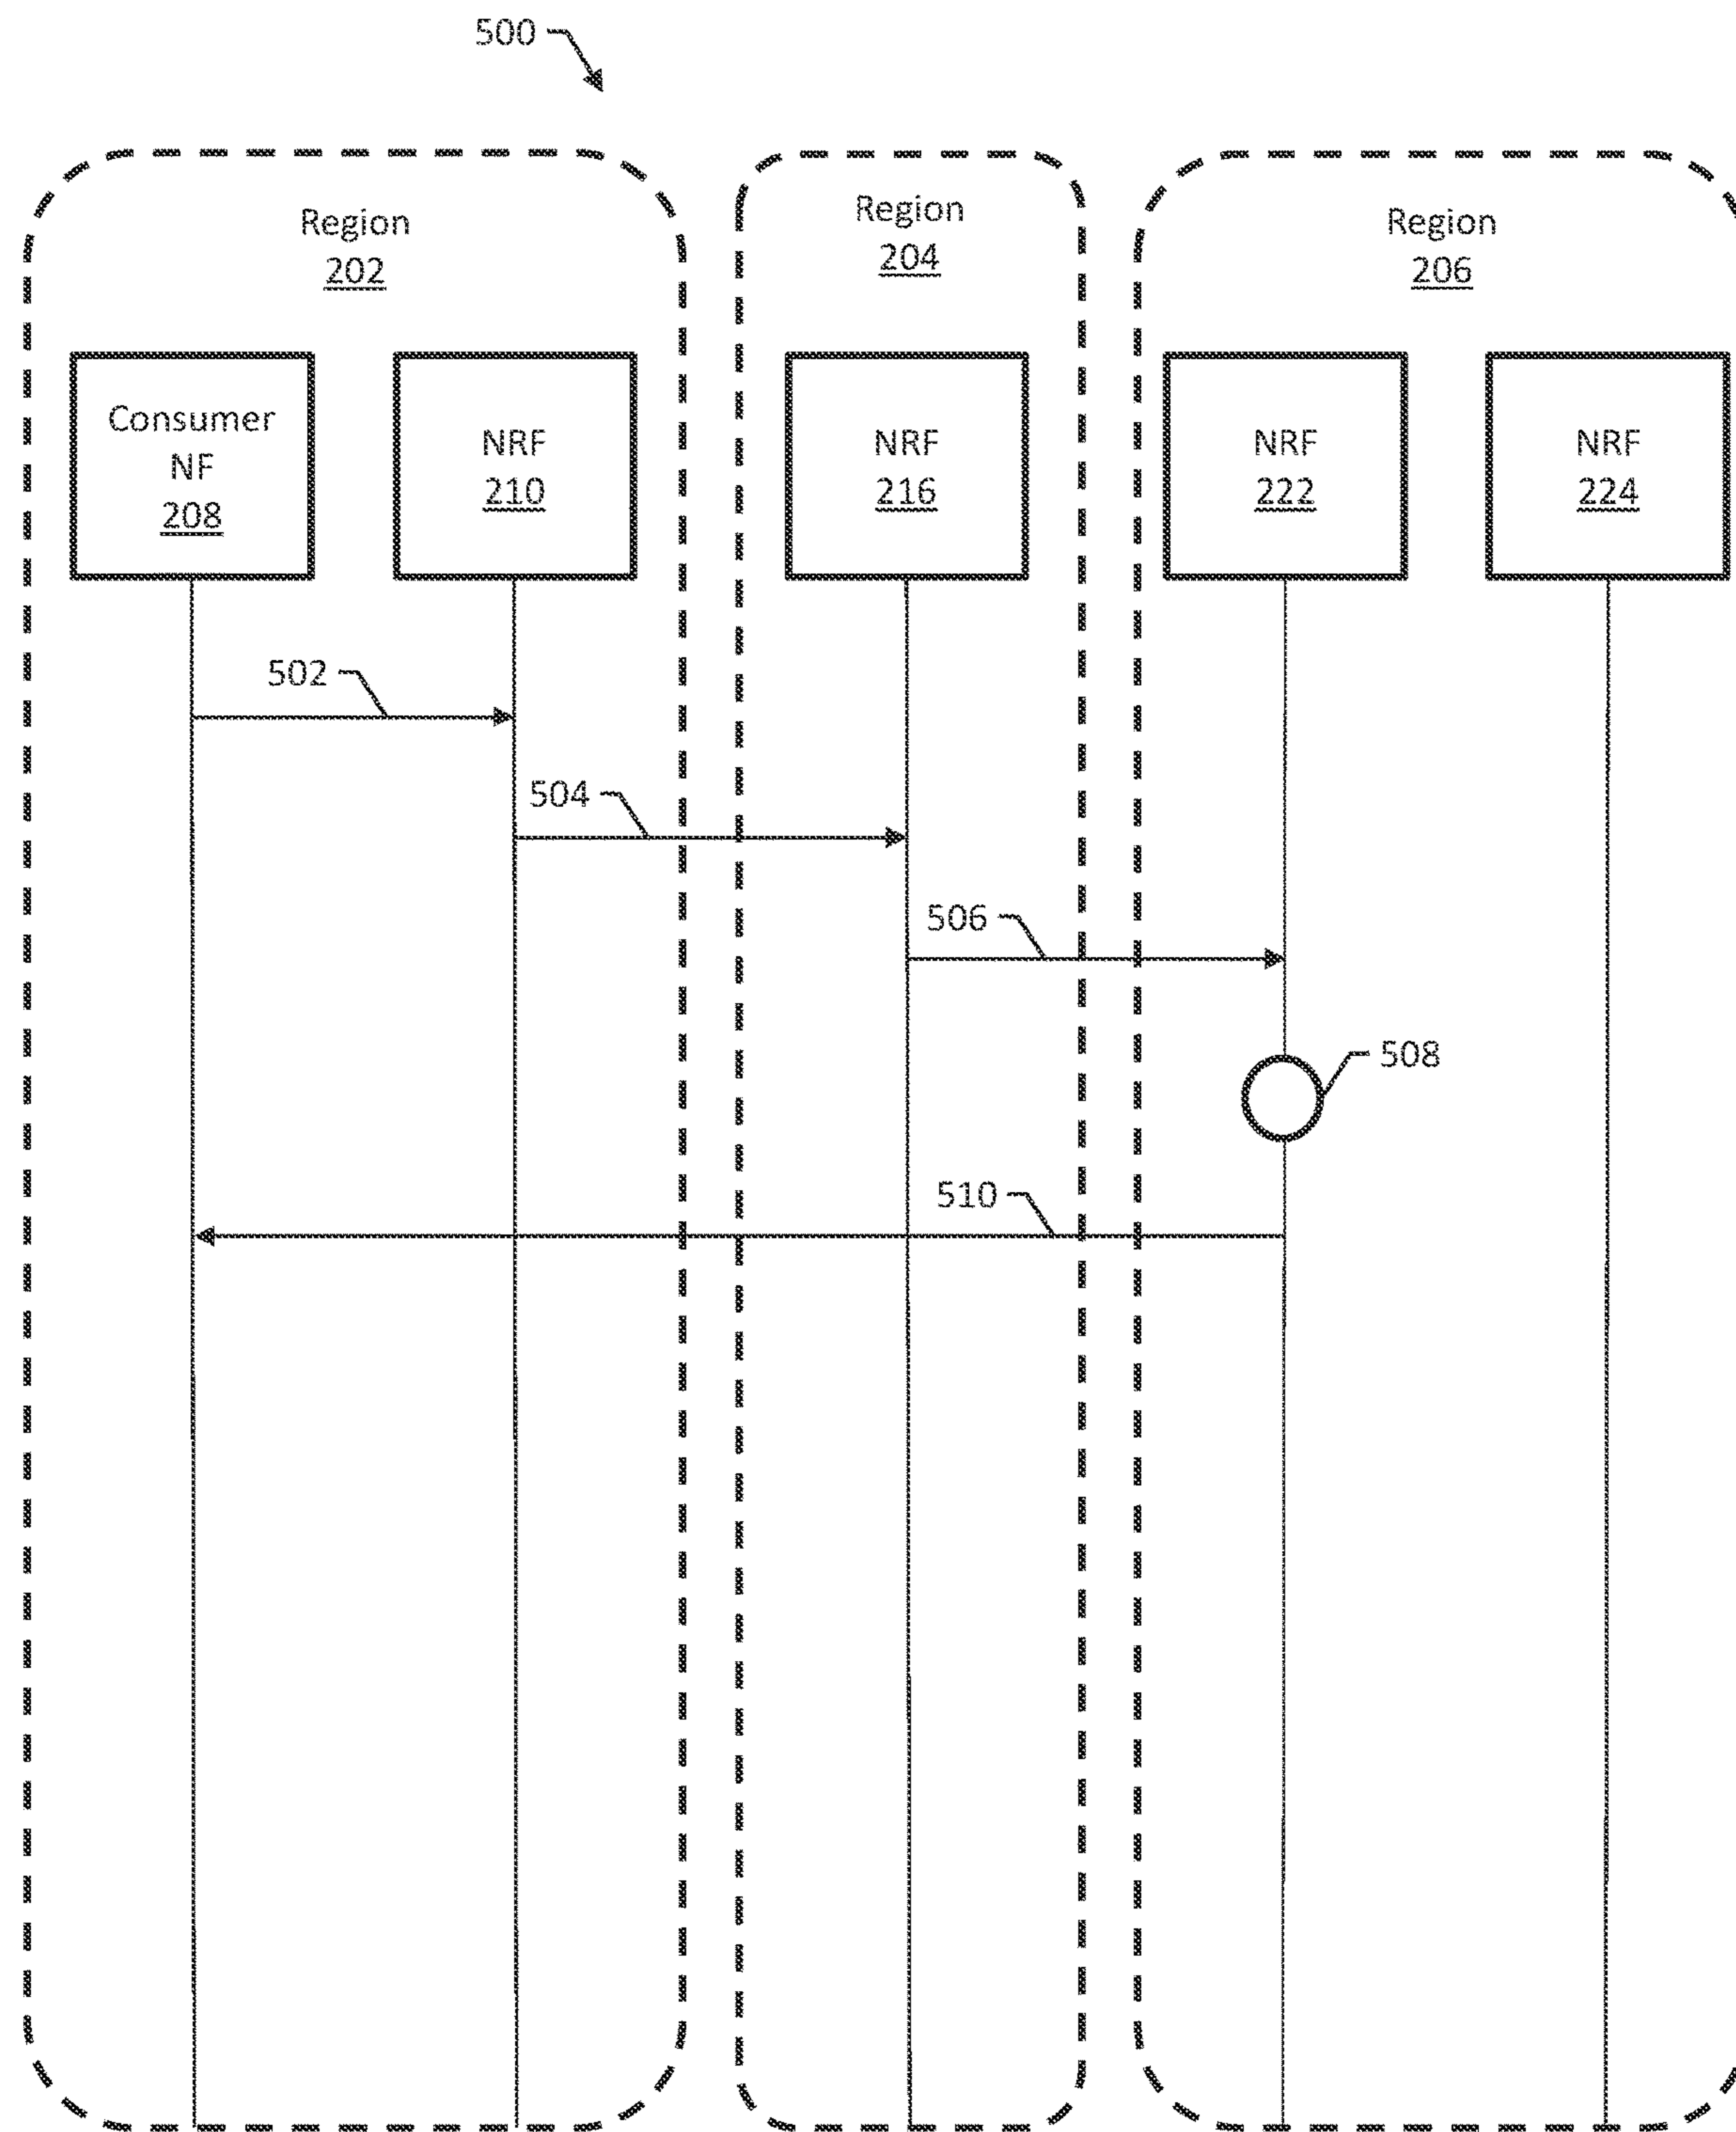 500
Region
202
Region
204
Region
206
Consumer
NF
208
NRF
210
NRF
216
NRF
222
NRF
224
502
504
506
508
510